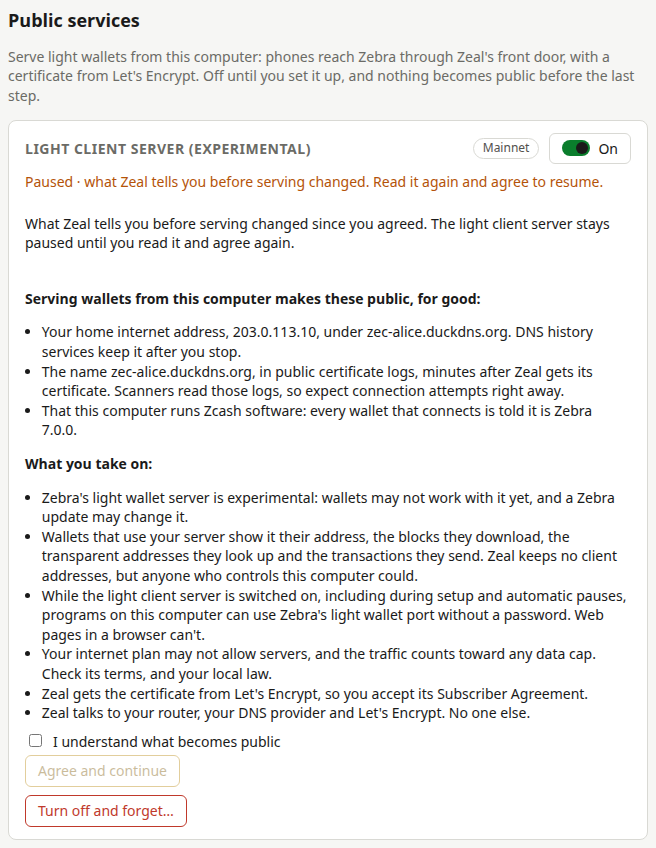 Public services
Serve light wallets from this computer: phones reach Zebra through Zeal's front door, with a
certificate from Let's Encrypt. Off until you set it up, and nothing becomes public before the last
step.
LIGHT CLIENT SERVER (EXPERIMENTAL)
Mainnet
On
Paused · what Zeal tells you before serving changed. Read it again and agree to resume.
What Zeal tells you before serving changed since you agreed. The light client server stays
paused until you read it and agree again.
Serving wallets from this computer makes these public, for good:
• Your home internet address, 203.0.113.10, under zec-alice.duckdns.org. DNS history
services keep it after you stop.
• The name zec-alice.duckdns.org, in public certificate logs, minutes after Zeal gets its
certificate. Scanners read those logs, so expect connection attempts right away.
• That this computer runs Zcash software: every wallet that connects is told it is Zebra
7.0.0.
What you take on:
• Zebra's light wallet server is experimental: wallets may not work with it yet, and a Zebra
update may change it.
• Wallets that use your server show it their address, the blocks they download, the
transparent addresses they look up and the transactions they send. Zeal keeps no client
addresses, but anyone who controls this computer could.
• While the light client server is switched on, including during setup and automatic pauses,
programs on this computer can use Zebra's light wallet port without a password. Web
pages in a browser can't.
• Your internet plan may not allow servers, and the traffic counts toward any data cap.
Check its terms, and your local law.
• Zeal gets the certificate from Let's Encrypt, so you accept its Subscriber Agreement.
• Zeal talks to your router, your DNS provider and Let's Encrypt. No one else.
I understand what becomes public
Agree and continue
Turn off and forget...